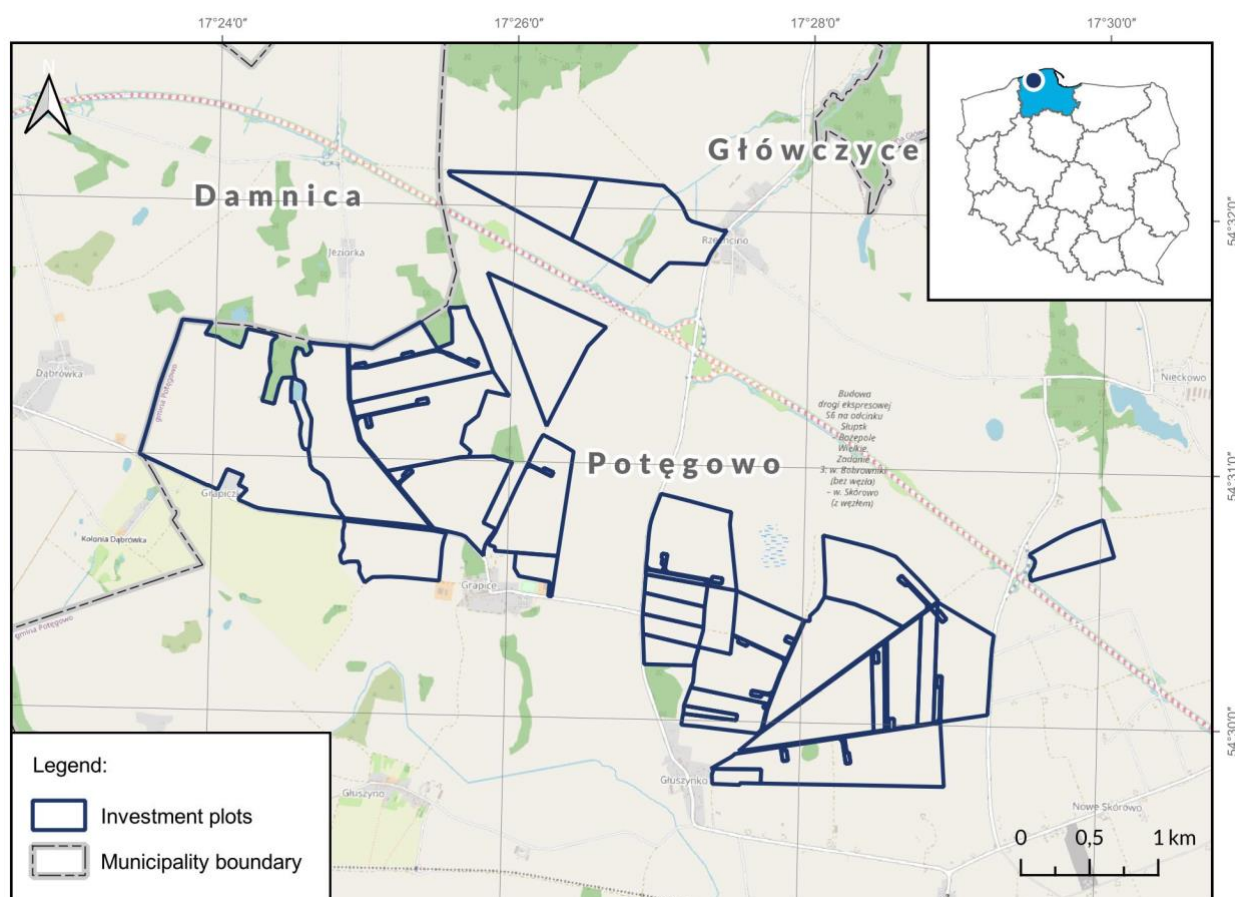 17°24'0"
17°26'0"
17°28'0"
17°30'0"
N
Główczyce
Damnica
Jeziorka
54°32'0"
Dąbrówka
gmina Potęgowo
Nieckowo
Budowa
drogi ekspresowej
S6 na odcinku
Słupsk
- Bożepole
Wielkie.
Zadanie
3: w. Bobrowniki
(bez węzła)
– w. Skórowo
(z węzłem)
Potęgowo
54°31'0"
Kolonia Dąbrówka
Grąpice
gmina Potęgowo
54°30'0"
Głuszynko
Głuszyno
Nowe Skórowo
Legend:
Investment plots
Municipality boundary
0 0,5 1 km